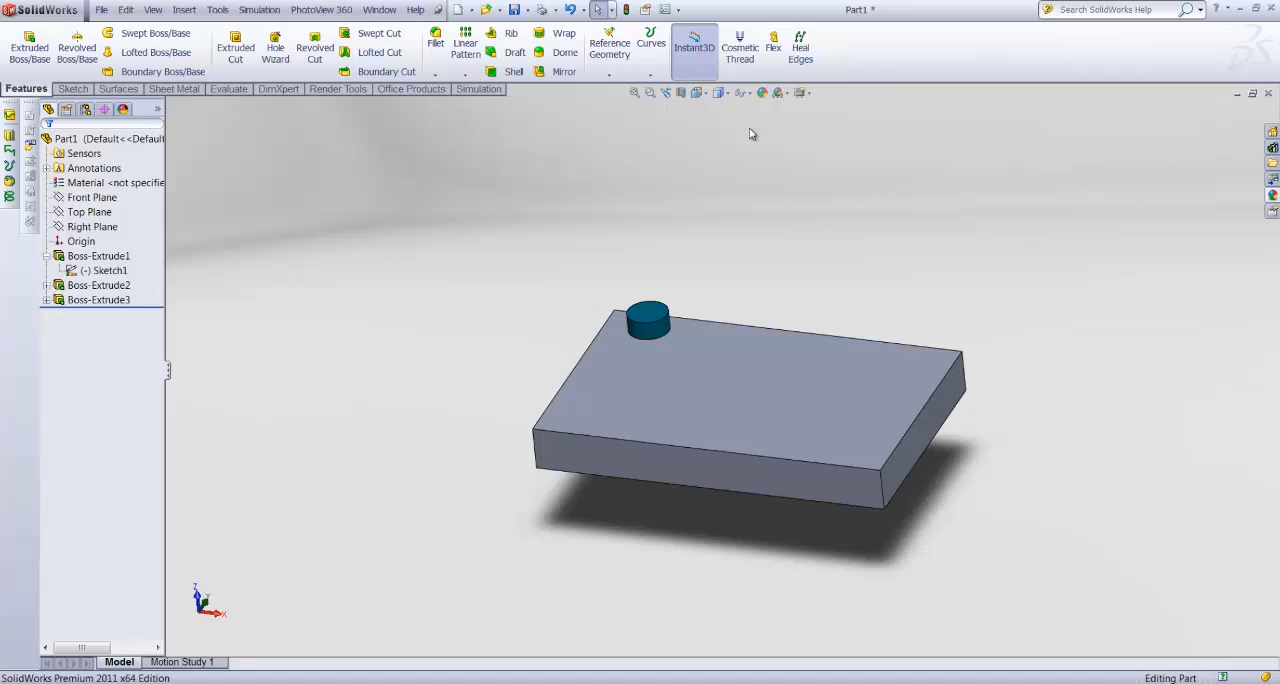 SolidWorks File Edit View Insert Tools Simulation PhotoView 360 Window Help Part1 * Search SolidWorks Help
Extruded Boss/Base
Revolved Boss/Base
Swept Boss/Base
Lofted Boss/Base
Boundary Boss/Base
Extruded Cut
Hole Wizard
Revolved Cut
Swept Cut
Lofted Cut
Boundary Cut
Fillet
Linear Pattern
Rib
Draft
Shell
Wrap
Dome
Mirror
Reference Geometry
Curves
Instant3D
Cosmetic Thread
Flex
Heal Edges
Features Sketch Surfaces Sheet Metal Evaluate DimXpert Render Tools Office Products Simulation
Part1 (Default<<Default
Sensors
Annotations
Material <not specifie
Front Plane
Top Plane
Right Plane
Origin
Boss-Extrude1
(-) Sketch1
Boss-Extrude2
Boss-Extrude3
Z
Y
X
Model Motion Study 1
SolidWorks Premium 2011 x64 Edition Editing Part